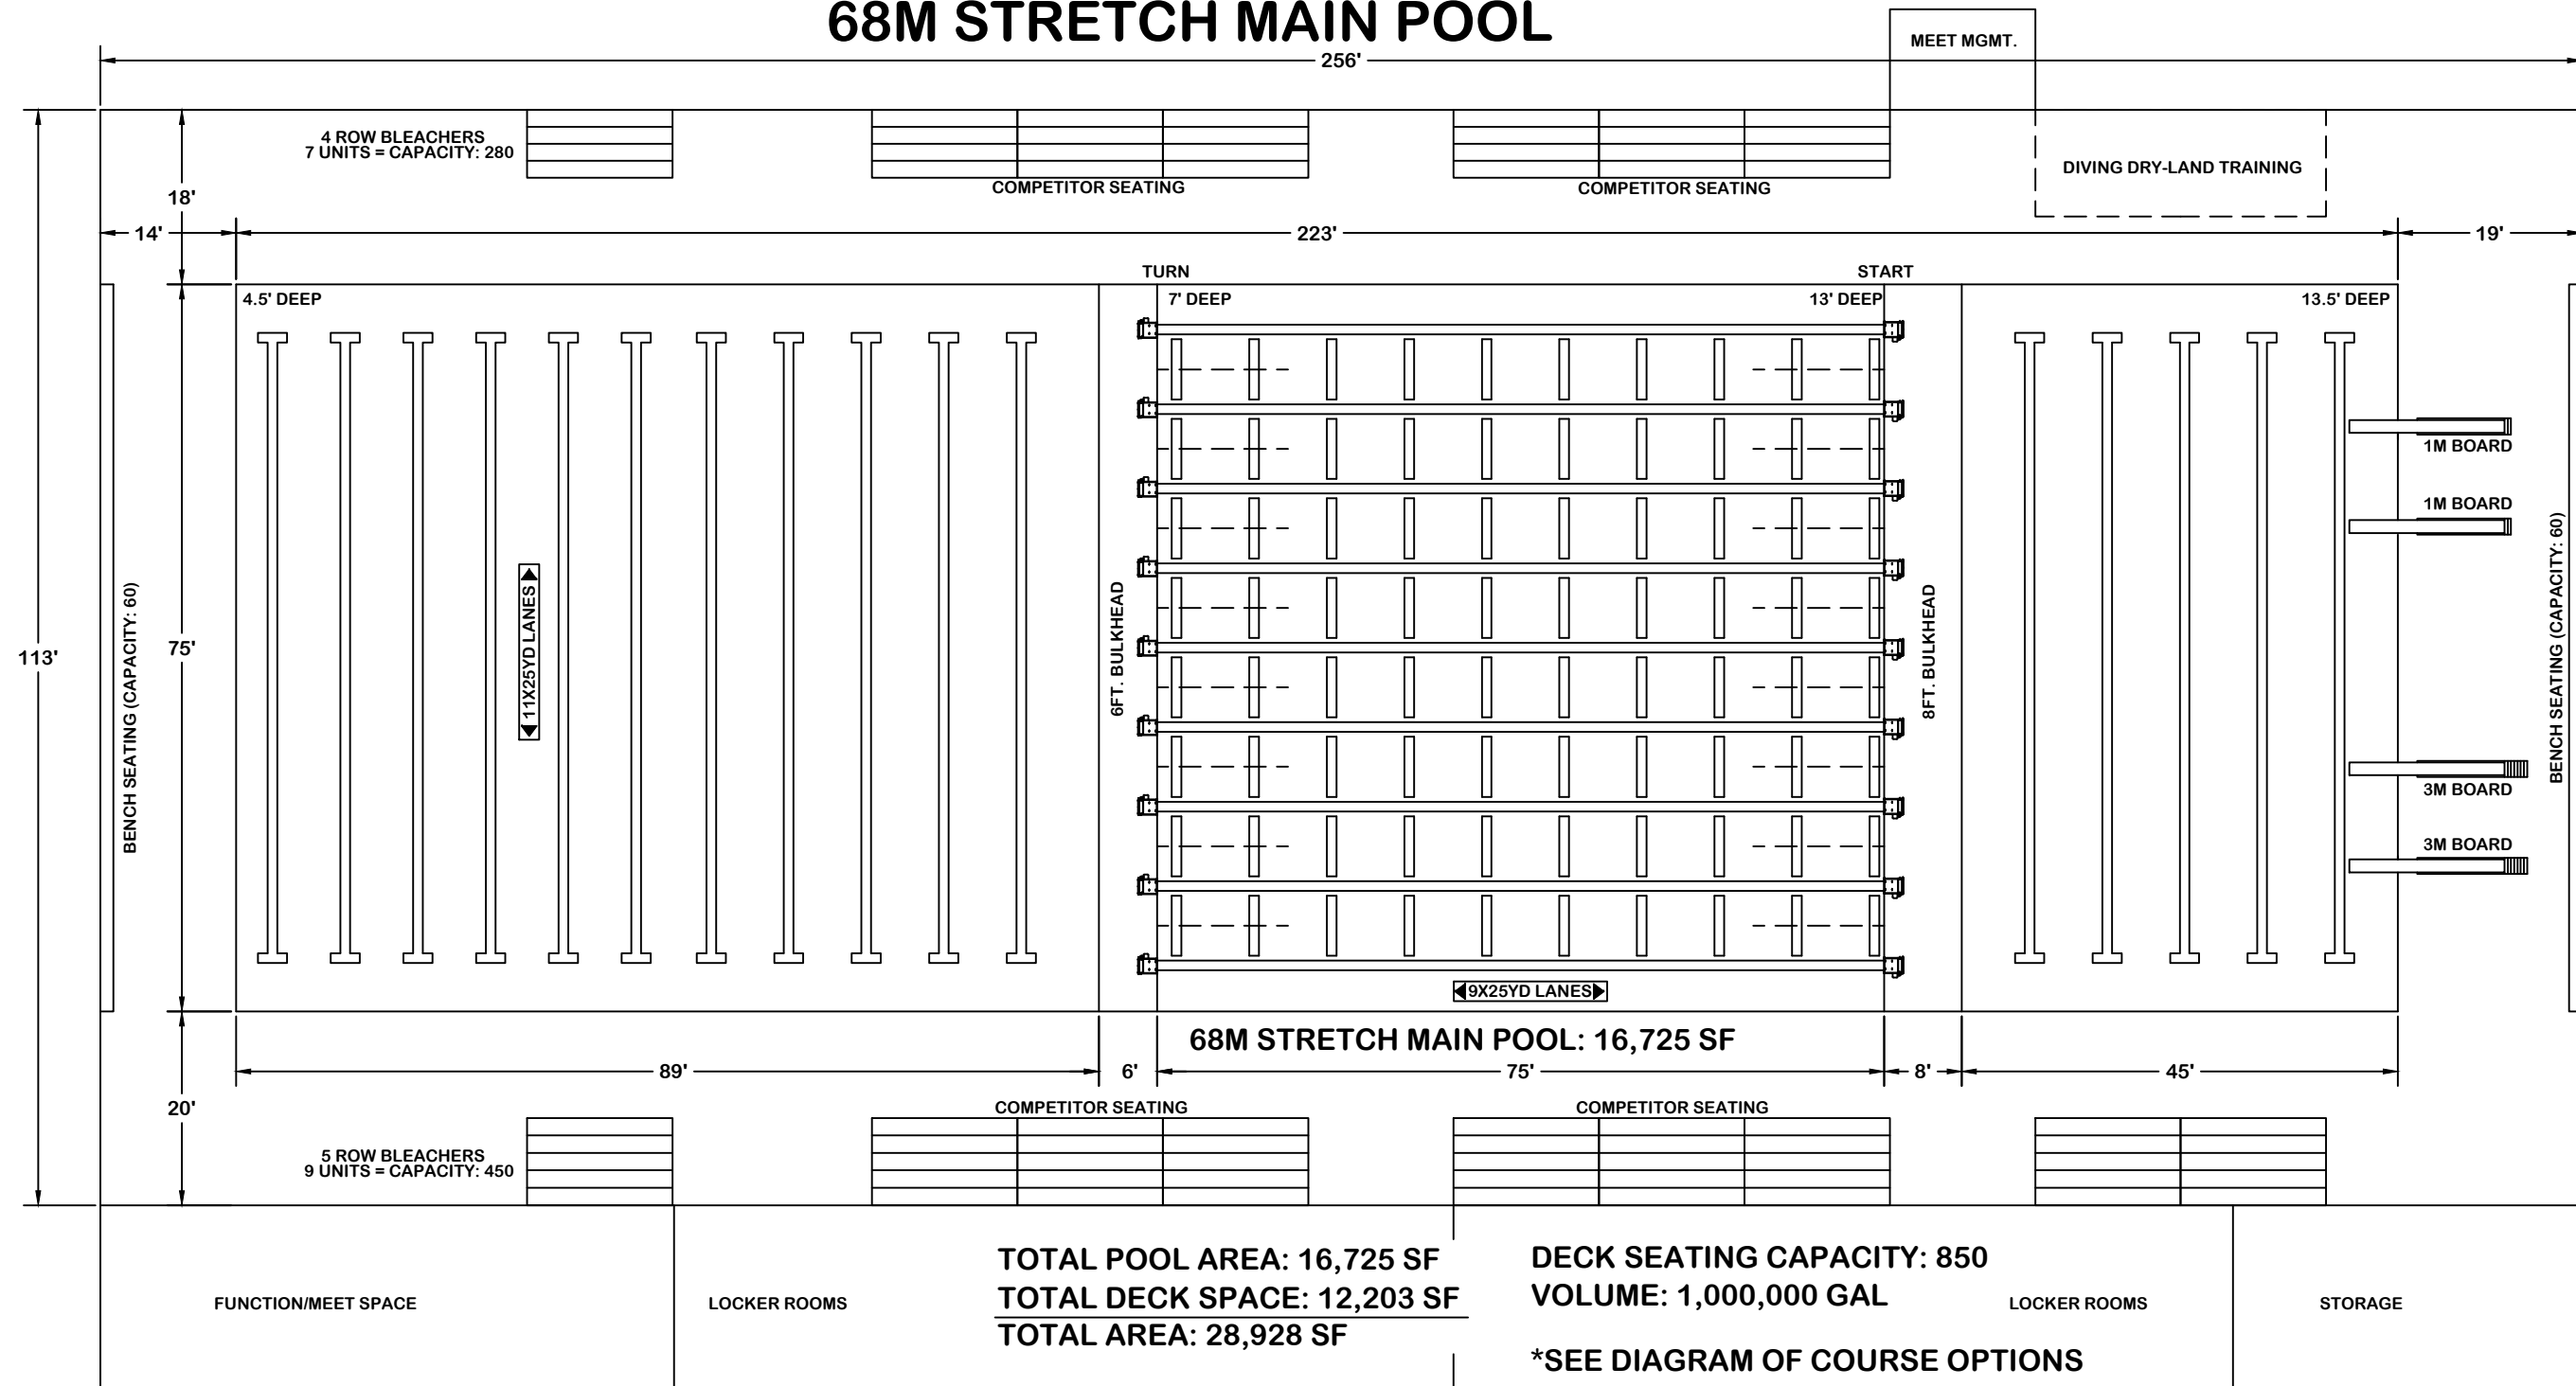 68M STRETCH MAIN POOL
MEET MGMT.
256'
4 ROW BLEACHERS
7 UNITS = CAPACITY: 280
COMPETITOR SEATING
COMPETITOR SEATING
DIVING DRY-LAND TRAINING
18'
14'
223'
19'
TURN
START
4.5' DEEP
7' DEEP
13' DEEP
13.5' DEEP
1M BOARD
1M BOARD
113'
75'
BENCH SEATING (CAPACITY: 60)
11X25YD LANES
6FT. BULKHEAD
8FT. BULKHEAD
BENCH SEATING (CAPACITY: 60)
3M BOARD
3M BOARD
9X25YD LANES
68M STRETCH MAIN POOL: 16,725 SF
89'
6'
75'
8'
45'
20'
COMPETITOR SEATING
COMPETITOR SEATING
5 ROW BLEACHERS
9 UNITS = CAPACITY: 450
FUNCTION/MEET SPACE
LOCKER ROOMS
TOTAL POOL AREA: 16,725 SF
TOTAL DECK SPACE: 12,203 SF
TOTAL AREA: 28,928 SF
DECK SEATING CAPACITY: 850
VOLUME: 1,000,000 GAL
*SEE DIAGRAM OF COURSE OPTIONS
LOCKER ROOMS
STORAGE